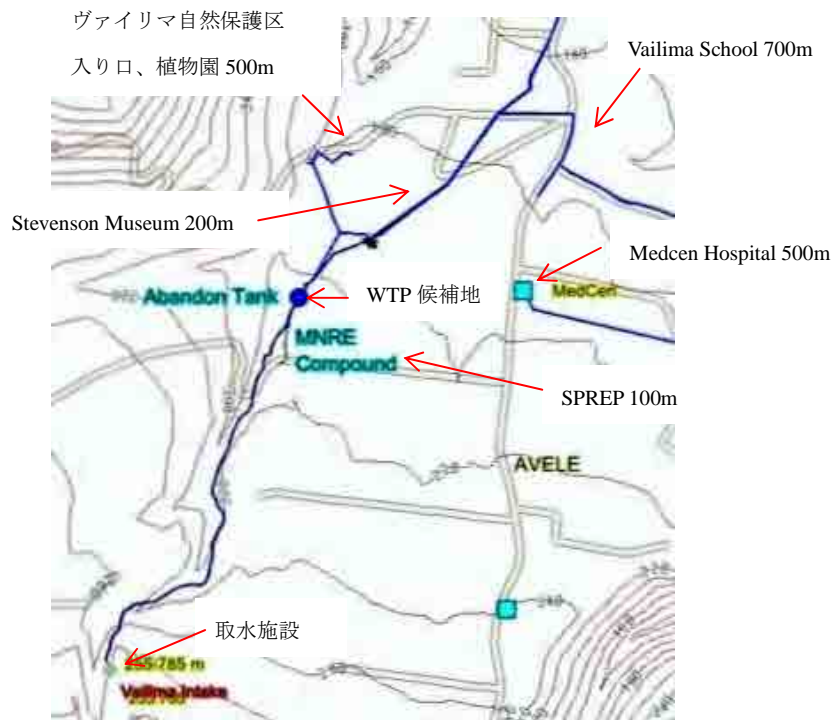 ヴァイリマ自然保護区
入り口、植物園 500m
Vailima School 700m
160
Stevenson Museum 200m
Medcen Hospital 500m
Abandon Tank
WTP 候補地
MedCen
MNRE
Compound
SPREP 100m
AVELE
240
取水施設
Vailima Intake